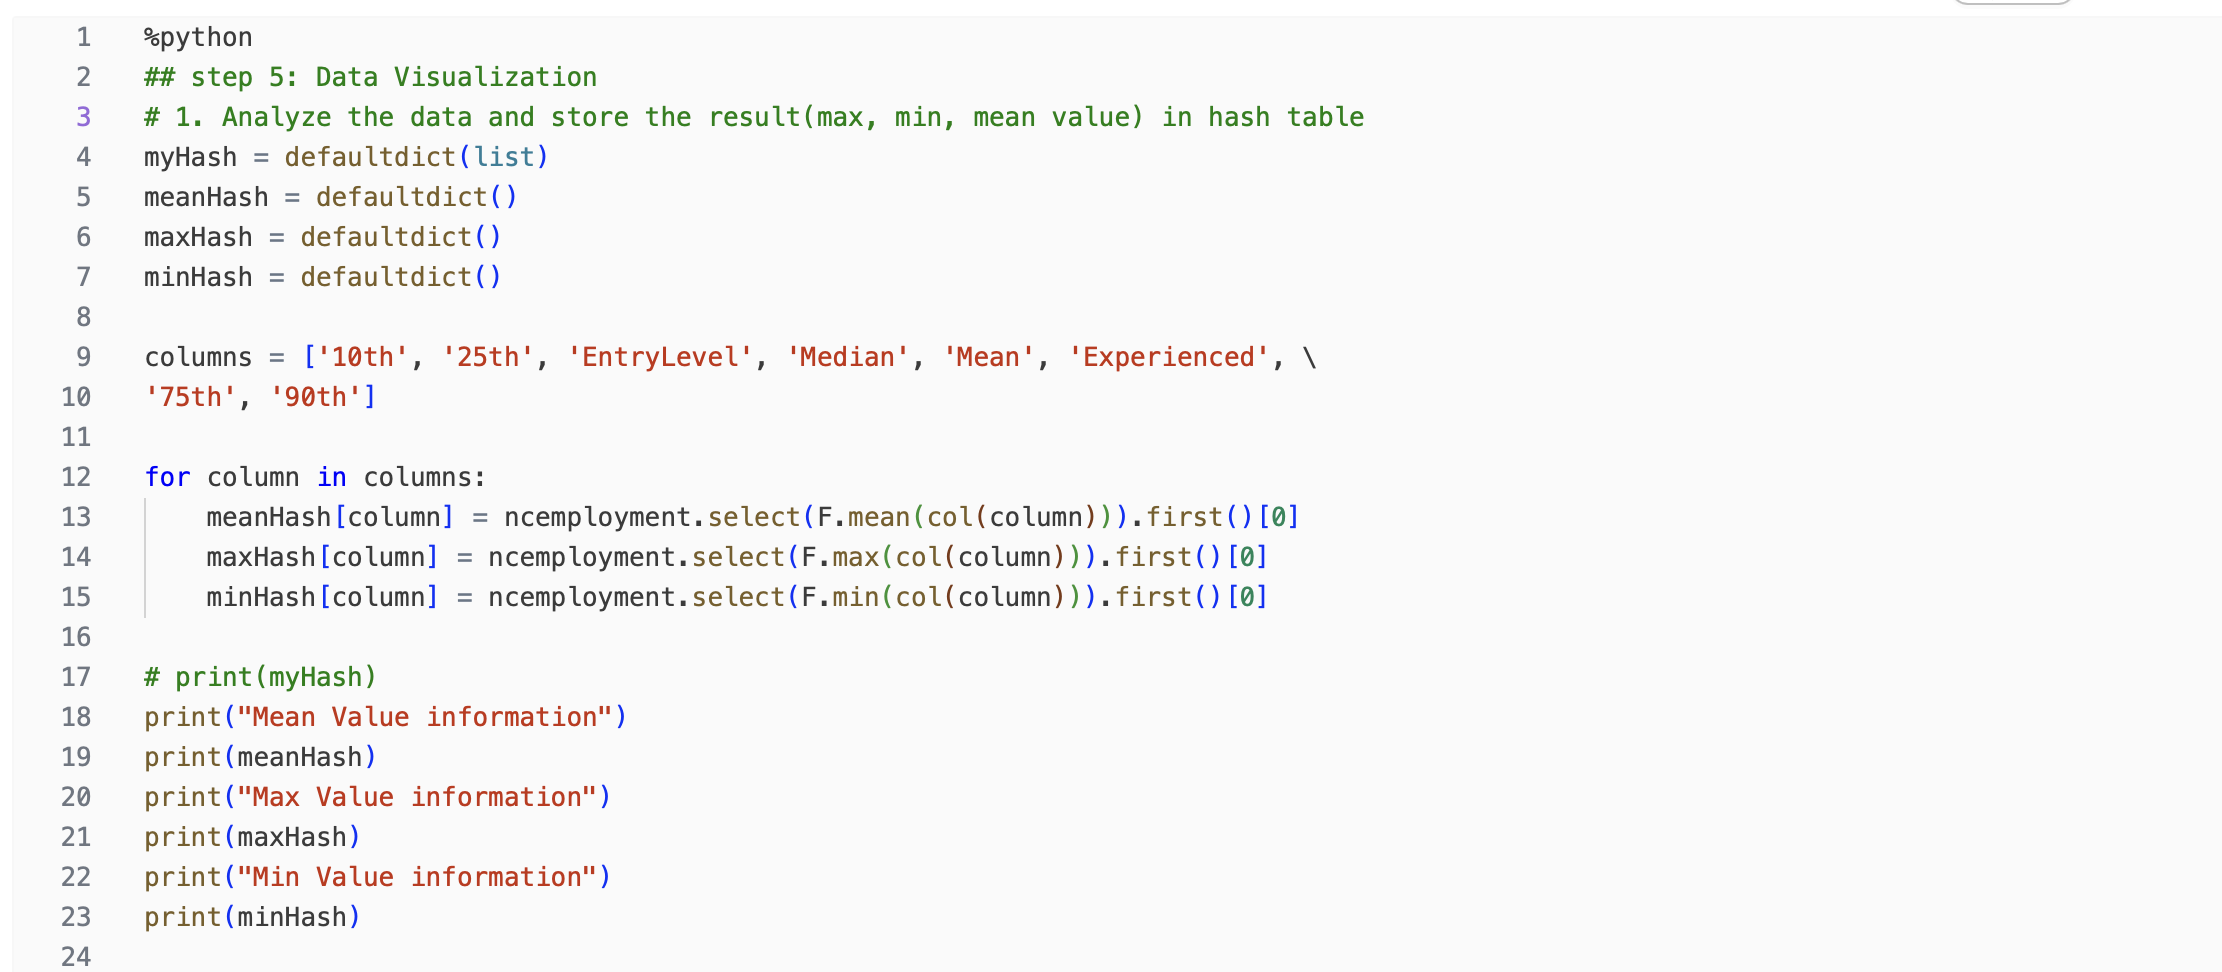 1 %python
2 ## step 5: Data Visualization
3 # 1. Analyze the data and store the result(max, min, mean value) in hash table
4 myHash = defaultdict(list)
5 meanHash = defaultdict()
6 maxHash = defaultdict()
7 minHash = defaultdict()
8
9 columns = ['10th', '25th', 'EntryLevel', 'Median', 'Mean', 'Experienced', \
10 '75th', '90th']
11
12 for column in columns:
13     meanHash[column] = ncemployment.select(F.mean(col(column))).first()[0]
14     maxHash[column] = ncemployment.select(F.max(col(column))).first()[0]
15     minHash[column] = ncemployment.select(F.min(col(column))).first()[0]
16
17 # print(myHash)
18 print("Mean Value information")
19 print(meanHash)
20 print("Max Value information")
21 print(maxHash)
22 print("Min Value information")
23 print(minHash)
24